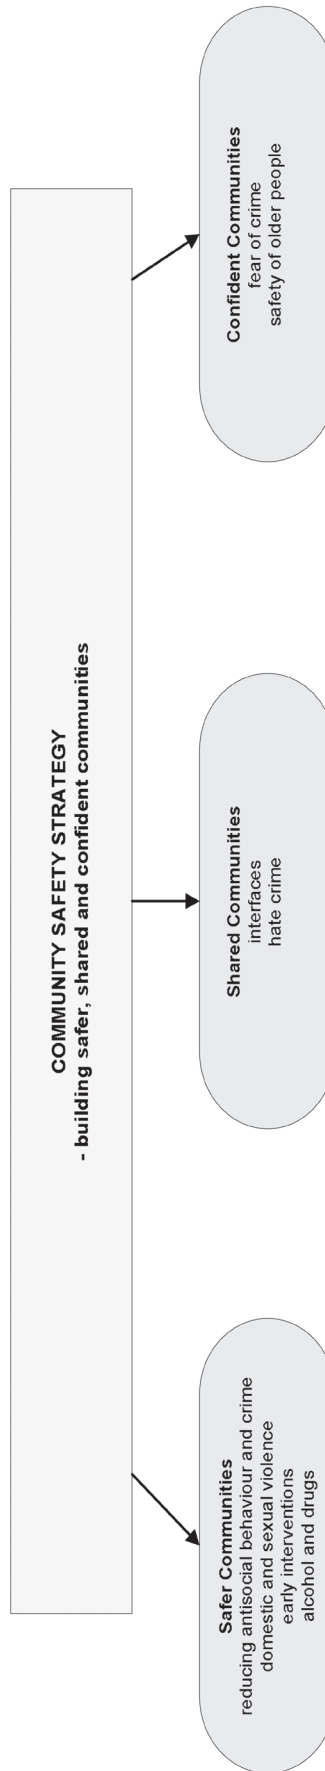 COMMUNITY SAFETY STRATEGY
- building safer, shared and confident communities
Safer Communities
reducing antisocial behaviour and crime
domestic and sexual violence
early interventions
alcohol and drugs
Shared Communities
interfaces
hate crime
Confident Communities
fear of crime
safety of older people